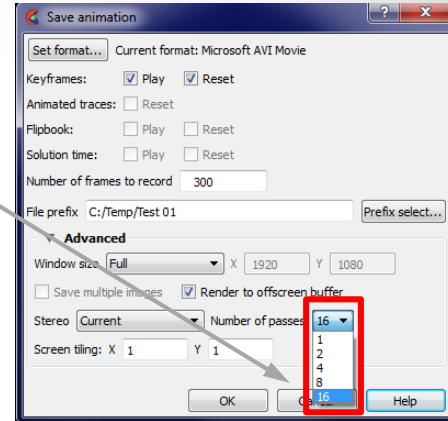 Save animation
Set format... Current format: Microsoft AVI Movie
Keyframes: Play Reset
Animated traces: Reset
Flipbook: Play Reset
Solution time: Play Reset
Number of frames to record 300
File prefix C:/Temp/Test 01 Prefix select...
Advanced
Window size Full X 1920 Y 1080
Save multiple images Render to offscreen buffer
Stereo Current Number of passes 16
1
Screen tiling: X 1 Y 1
2
4
8
16
OK Help